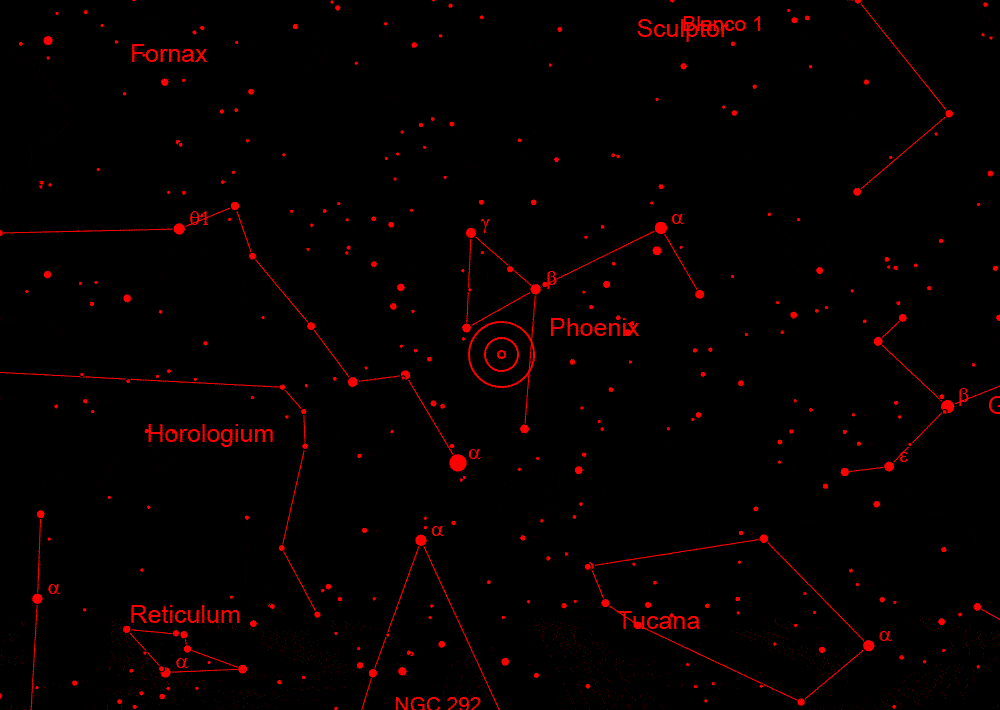 Sculptor
Blanco 1
Fornax
θ1
γ
α
β
Phoenix
β
G
Horologium
α
ε
α
α
Reticulum
Tucana
α
α
NGC 292